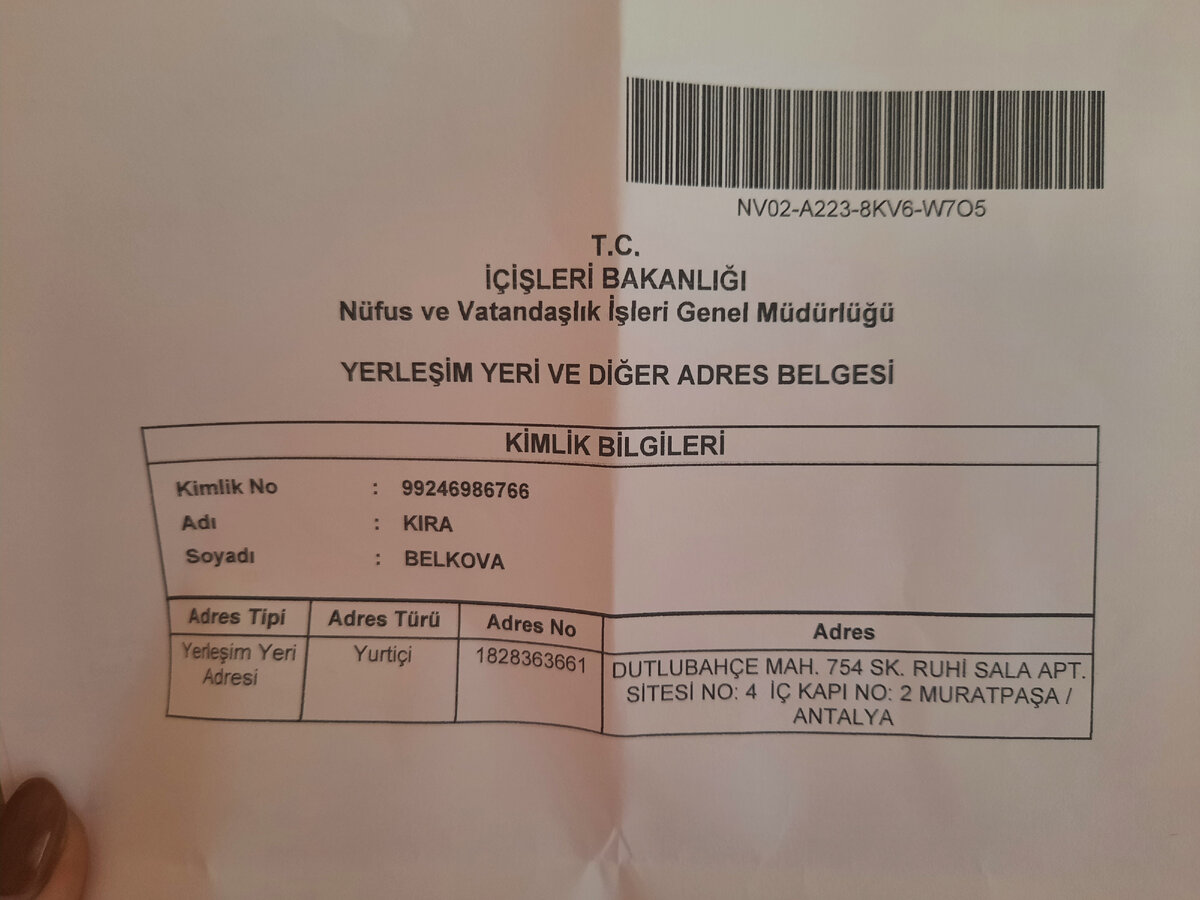 NV02-A223-8KV6-W7O5
T.C.
İÇİŞLERİ BAKANLIĞI
Nüfus ve Vatandaşlık İşleri Genel Müdürlüğü
YERLEŞİM YERİ VE DİĞER ADRES BELGESİ
KİMLİK BİLGİLERİ
Kimlik No : 99246986766
Adı : KIRA
Soyadı : BELKOVA
Adres Tipi Adres Türü Adres No Adres
Yerleşim Yeri Adresi Yurtiçi 1828363661 DUTLUBAHÇE MAH. 754 SK. RUHİ SALA APT.
SİTESİ NO: 4 İÇ KAPI NO: 2 MURATPAŞA /
ANTALYA